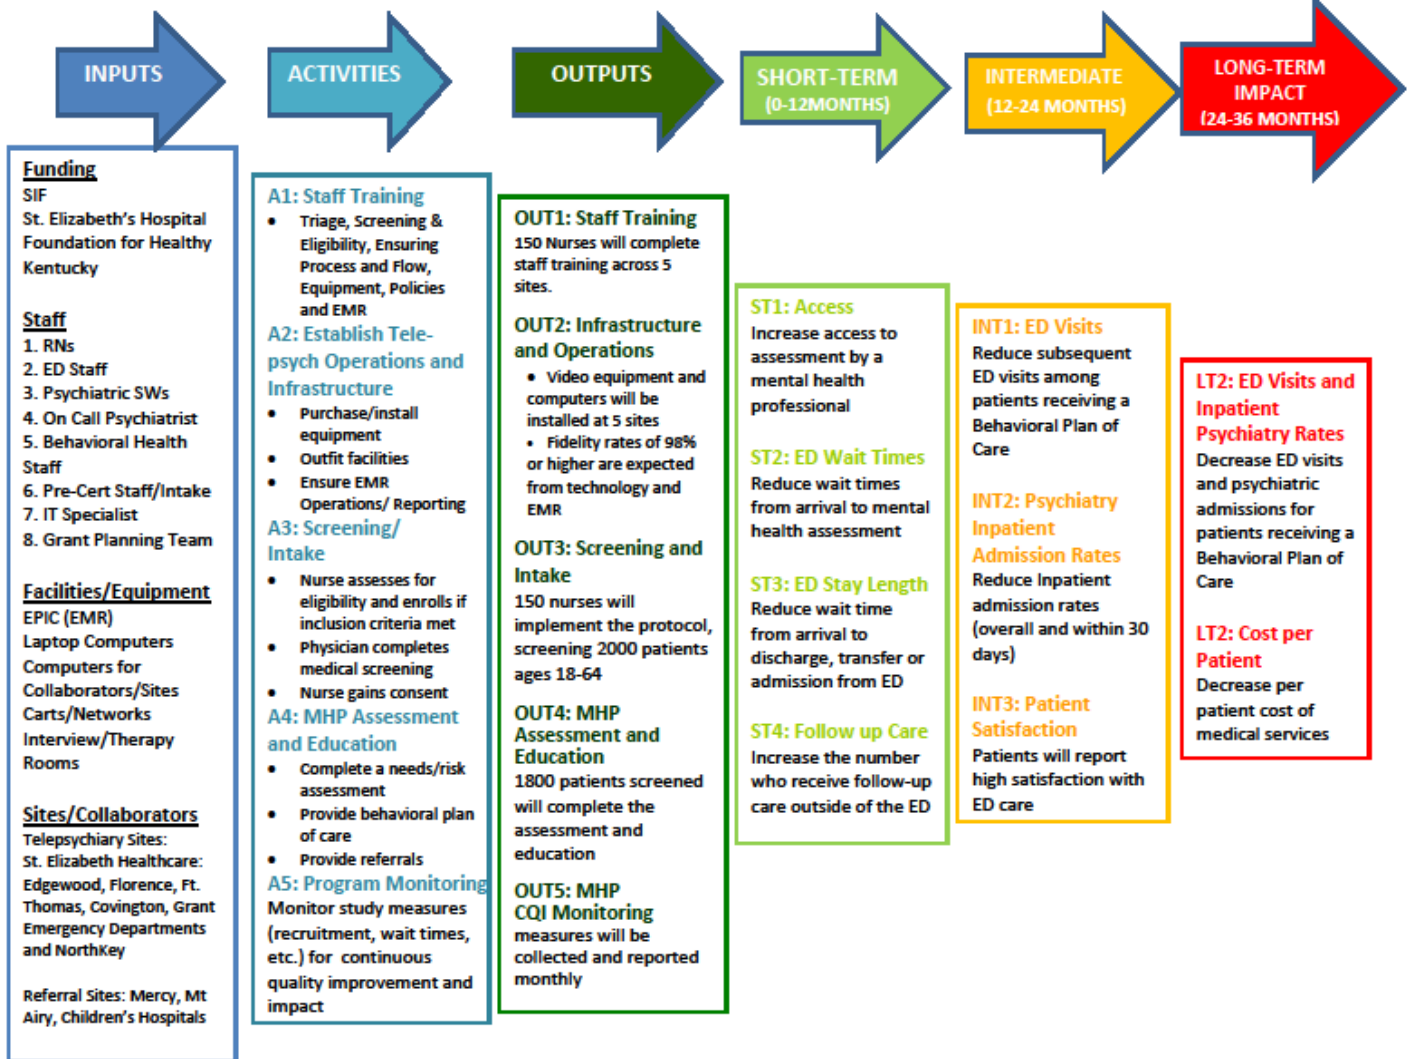 INPUTS
Funding
SIF
St. Elizabeth's Hospital
Foundation for Healthy
Kentucky
Staff
1. RNs
2. ED Staff
3. Psychiatric SWs
4. On Call Psychiatrist
5. Behavioral Health
Staff
6. Pre-Cert Staff/Intake
7. IT Specialist
8. Grant Planning Team
Facilities/Equipment
EPIC (EMR)
Laptop Computers
Computers for
Collaborators/Sites
Carts/Networks
Interview/Therapy
Rooms
Sites/Collaborators
Telepsychiary Sites:
St. Elizabeth Healthcare:
Edgewood, Florence, Ft.
Thomas, Covington, Grant
Emergency Departments
and NorthKey
Referral Sites: Mercy, Mt
Airy, Children's Hospitals
ACTIVITIES
A1: Staff Training
• Triage, Screening &
Eligibility, Ensuring
Process and Flow,
Equipment, Policies
and EMR
A2: Establish Tele-
psych Operations and
Infrastructure
• Purchase/install
equipment
• Outfit facilities
• Ensure EMR
Operations/ Reporting
A3: Screening/
Intake
• Nurse assesses for
eligibility and enrolls if
inclusion criteria met
• Physician completes
medical screening
• Nurse gains consent
A4: MHP Assessment
and Education
• Complete a needs/risk
assessment
• Provide behavioral plan
of care
• Provide referrals
A5: Program Monitoring
Monitor study measures
(recruitment, wait times,
etc.) for continuous
quality improvement and
impact
OUTPUTS
OUT1: Staff Training
150 Nurses will complete
staff training across 5
sites.
OUT2: Infrastructure
and Operations
• Video equipment and
computers will be
installed at 5 sites
• Fidelity rates of 98%
or higher are expected
from technology and
EMR
OUT3: Screening and
Intake
150 nurses will
implement the protocol,
screening 2000 patients
ages 18-64
OUT4: MHP
Assessment and
Education
1800 patients screened
will complete the
assessment and
education
OUT5: MHP
CQI Monitoring
measures will be
collected and reported
monthly
SHORT-TERM
(0-12MONTHS)
ST1: Access
Increase access to
assessment by a
mental health
professional
ST2: ED Wait Times
Reduce wait times
from arrival to mental
health assessment
ST3: ED Stay Length
Reduce wait time
from arrival to
discharge, transfer or
admission from ED
ST4: Follow up Care
Increase the number
who receive follow-up
care outside of the ED
INTERMEDIATE
(12-24 MONTHS)
INT1: ED Visits
Reduce subsequent
ED visits among
patients receiving a
Behavioral Plan of
Care
INT2: Psychiatry
Inpatient
Admission Rates
Reduce Inpatient
admission rates
(overall and within 30
days)
INT3: Patient
Satisfaction
Patients will report
high satisfaction with
ED care
LONG-TERM
IMPACT
(24-36 MONTHS)
LT2: ED Visits and
Inpatient
Psychiatry Rates
Decrease ED visits
and psychiatric
admissions for
patients receiving a
Behavioral Plan of
Care
LT2: Cost per
Patient
Decrease per
patient cost of
medical services